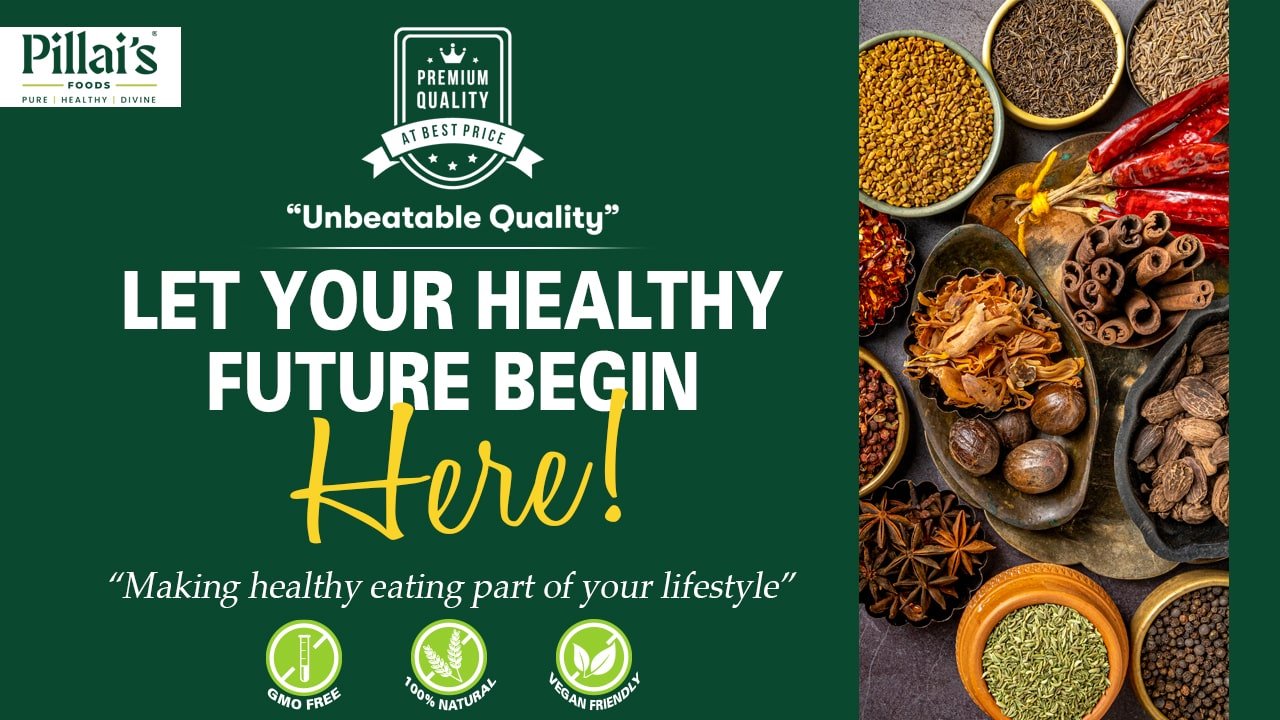 Pillai's®
FOODS
PURE | HEALTHY | DIVINE
PREMIUM
QUALITY
AT BEST PRICE
“Unbeatable Quality”
LET YOUR HEALTHY
FUTURE BEGIN
Here!
“Making healthy eating part of your lifestyle”
GMO FREE
100% NATURAL
VEGAN FRIENDLY